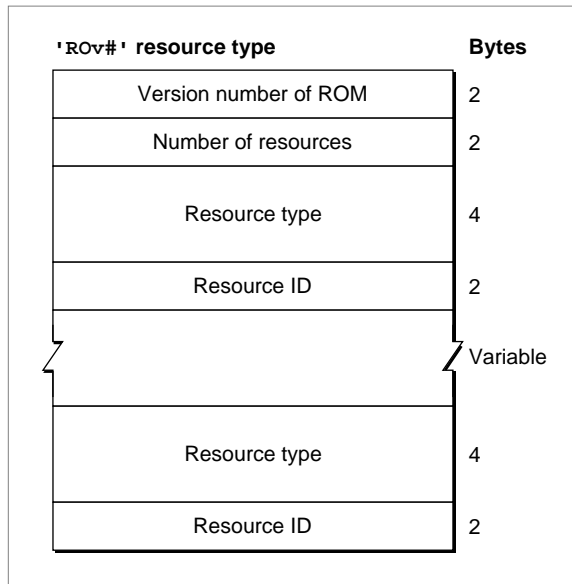 'ROv#' resource type Bytes
Version number of ROM 2
Number of resources 2
Resource type 4
Resource ID 2
Variable
Resource type 4
Resource ID 2